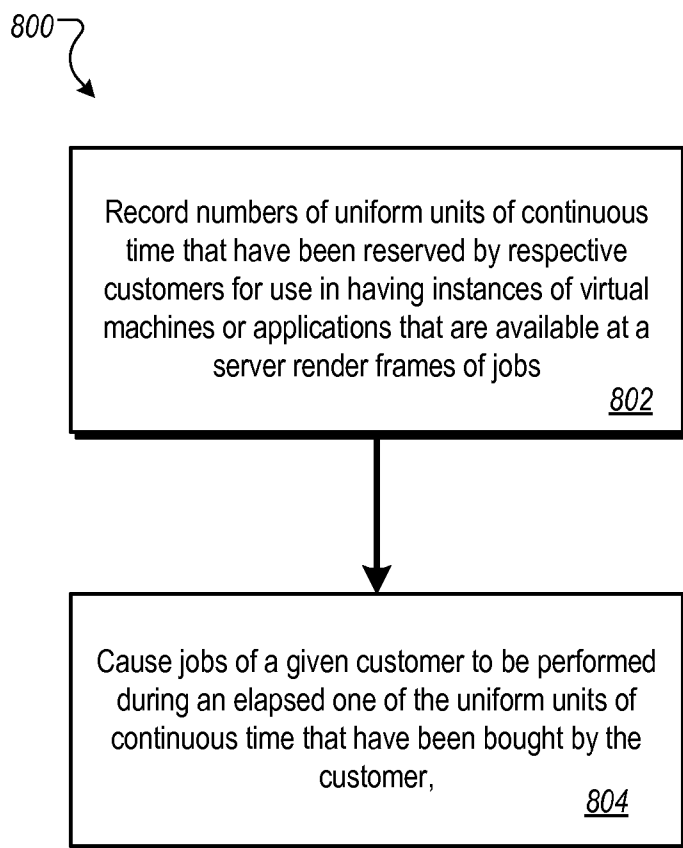 800
Record numbers of uniform units of continuous
time that have been reserved by respective
customers for use in having instances of virtual
machines or applications that are available at a
server render frames of jobs
802
Cause jobs of a given customer to be performed
during an elapsed one of the uniform units of
continuous time that have been bought by the
customer,
804